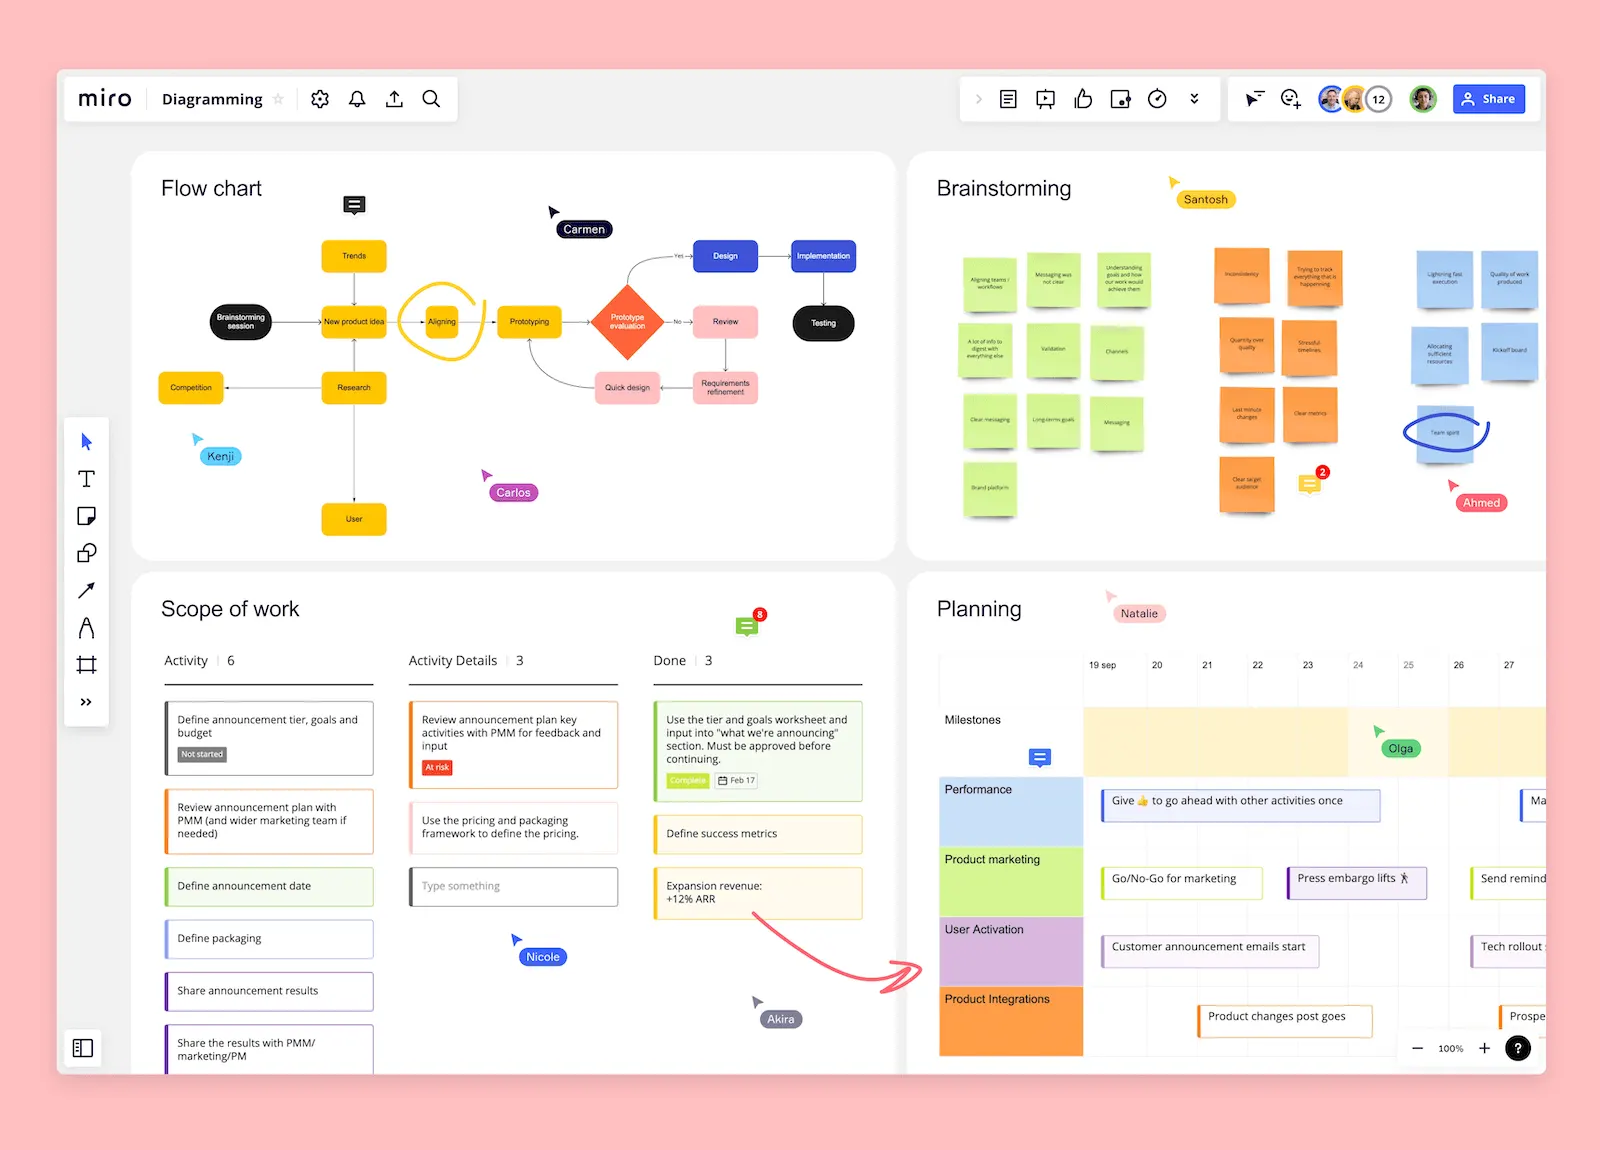 miro
Diagramming
12
Share
Flow chart
Carmen
Trends
Yes
Design
Implementation
Brainstorming
session
New product idea
Aligning
Prototyping
Prototype
evaluation
No
Review
Testing
Competition
Research
Quick design
Requirements
refinement
Kenji
Carlos
User
Brainstorming
Santosh
Aligning teams /
workflows
Messaging was
not clear
Understanding
goals and how
our work would
achieve them
A lot of info to
digest with
everything else
Validation
Channels
Clear messaging
Long-terms goals
Messaging
Brand platform
Inconsistency
Trying to track
everything that is
happenning
Quantity over
quality
Stressful
timelines
Last minute
changes
Clear metrics
Clear target
audience
2
Lightning fast
execution
Quality of work
produced
Allocating
sufficient
resources
Kickoff board
Team spirit
Ahmed
Scope of work
8
Activity 6
Define announcement tier, goals and
budget
Not started
Review announcement plan with
PMM (and wider marketing team if
needed)
Define announcement date
Define packaging
Share announcement results
Share the results with PMM/
marketing/PM
Activity Details 3
Review announcement plan key
activities with PMM for feedback and
input
At risk
Use the pricing and packaging
framework to define the pricing.
Type something
Nicole
Done 3
Use the tier and goals worksheet and
input into "what we're announcing"
section. Must be approved before
continuing.
Complete
Feb 17
Define success metrics
Expansion revenue:
+12% ARR
Akira
Planning
Natalie
19 sep 20 21 22 23 24 25 26 27
Milestones
Olga
Performance
Give 👍 to go ahead with other activities once
Ma
Product marketing
Go/No-Go for marketing
Press embargo lifts
Send remind
User Activation
Customer announcement emails start
Tech rollout
Product Integrations
Product changes post goes
Prospe
100%
?